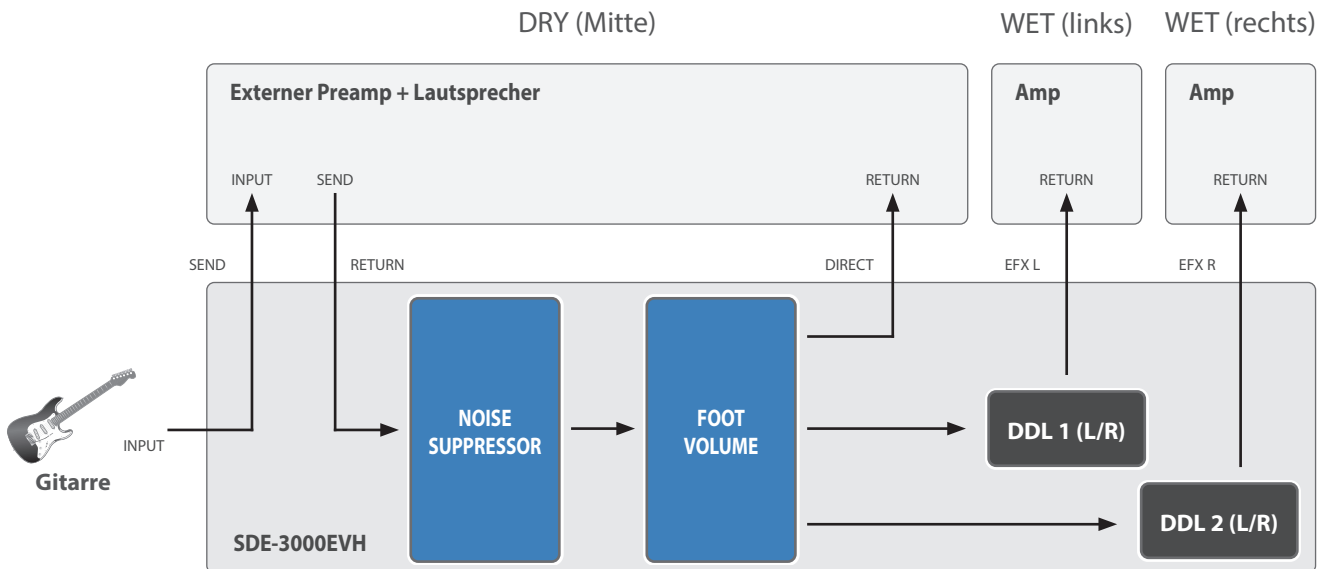 DRY (Mitte)
WET (links)
WET (rechts)
Externer Preamp + Lautsprecher
Amp
Amp
INPUT
SEND
RETURN
RETURN
RETURN
SEND
RETURN
DIRECT
EFX L
EFX R
NOISE
SUPPRESSOR
FOOT
VOLUME
DDL 1 (L/R)
INPUT
Gitarre
DDL 2 (L/R)
SDE-3000EVH